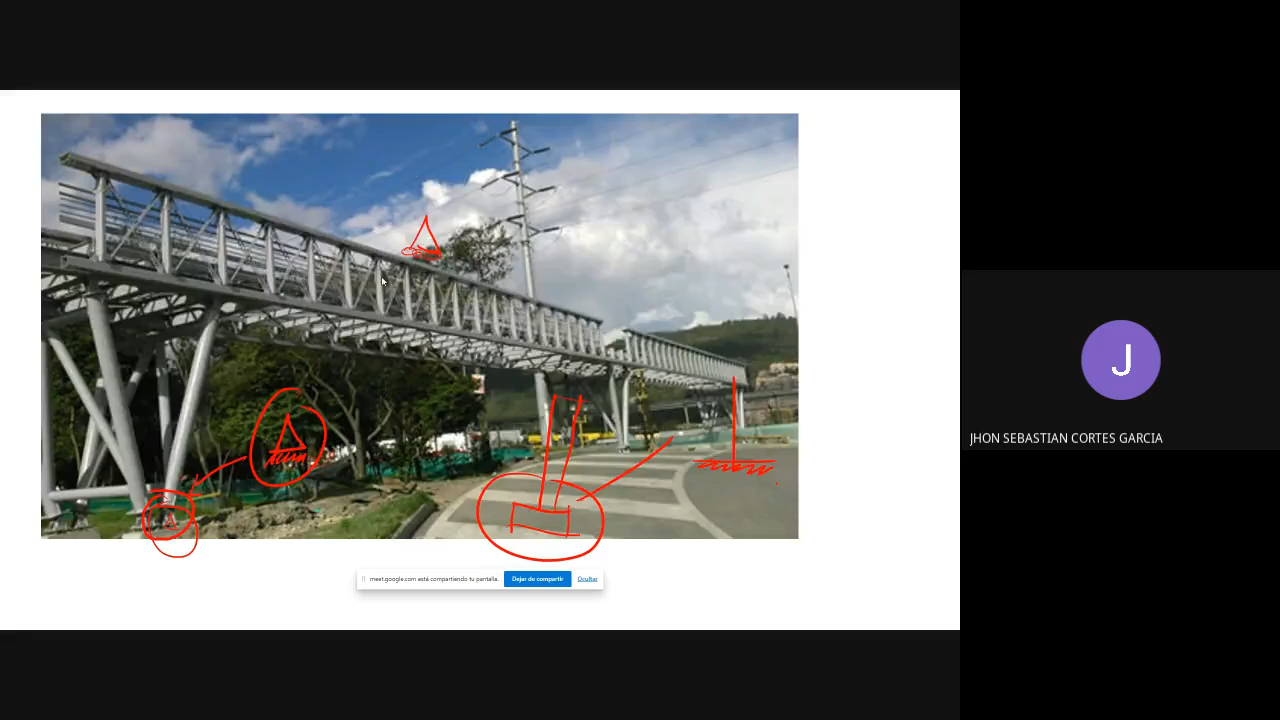 J
JHON SEBASTIAN CORTES GARCIA
meet.google.com está compartiendo tu pantalla.
Dejar de compartir
Ocultar